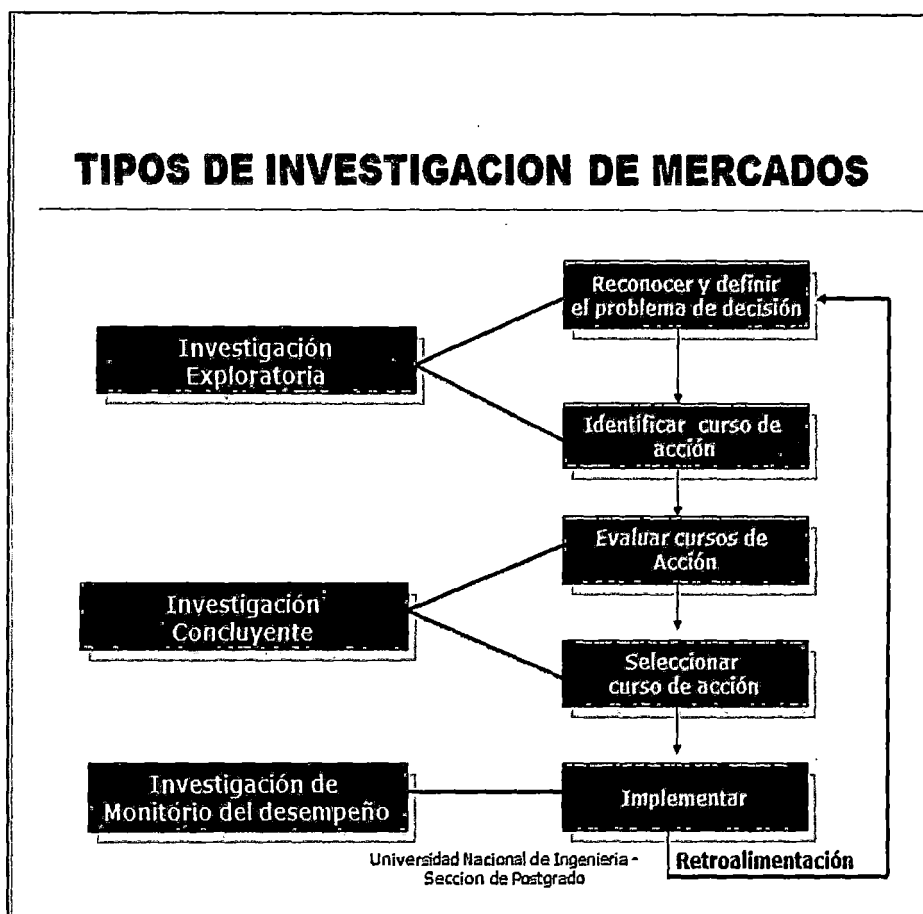 TIPOS DE INVESTIGACION DE MERCADOS
Reconocer y definir
el problema de decisión
Investigación
Exploratoria
Identificar curso de
acción
Evaluar cursos de
Acción
Investigación
Concluyente
Seleccionar
curso de acción
Investigación de
Monitorio del desempeño
Implementar
Universidad Nacional de Ingenieria -
Seccion de Postgrado
Retroalimentación